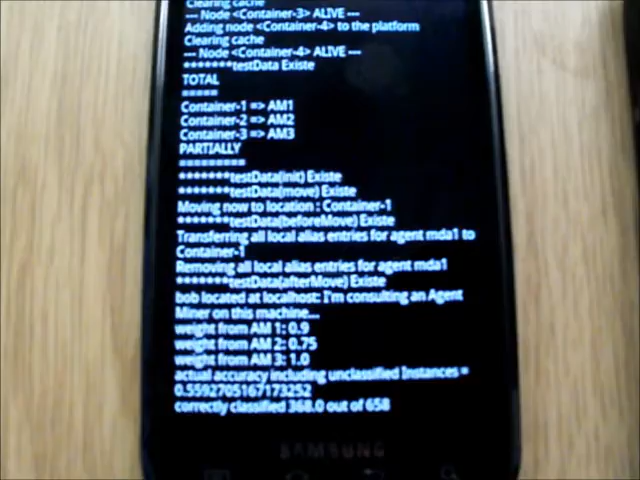 Clearing cache
--- Node <Container-3> ALIVE ---
Adding node <Container-4> to the platform
Clearing cache
--- Node <Container-4> ALIVE ---
*******testData Existe
TOTAL
=====
Container-1 => AM1
Container-2 => AM2
Container-3 => AM3
PARTIALLY
=========
*******testData(init) Existe
*******testData(move) Existe
Moving now to location : Container-1
*******testData(beforeMove) Existe
Transferring all local alias entries for agent mda1 to
Container-1
Removing all local alias entries for agent mda1
*******testData(afterMove) Existe
bob located at localhost: I'm consulting an Agent
Miner on this machine...
weight from AM 1: 0.9
weight from AM 2: 0.75
weight from AM 3: 1.0
actual accuracy including unclassified Instances =
0.5592705167173252
correctly classified 368.0 out of 658
SAMSUNG